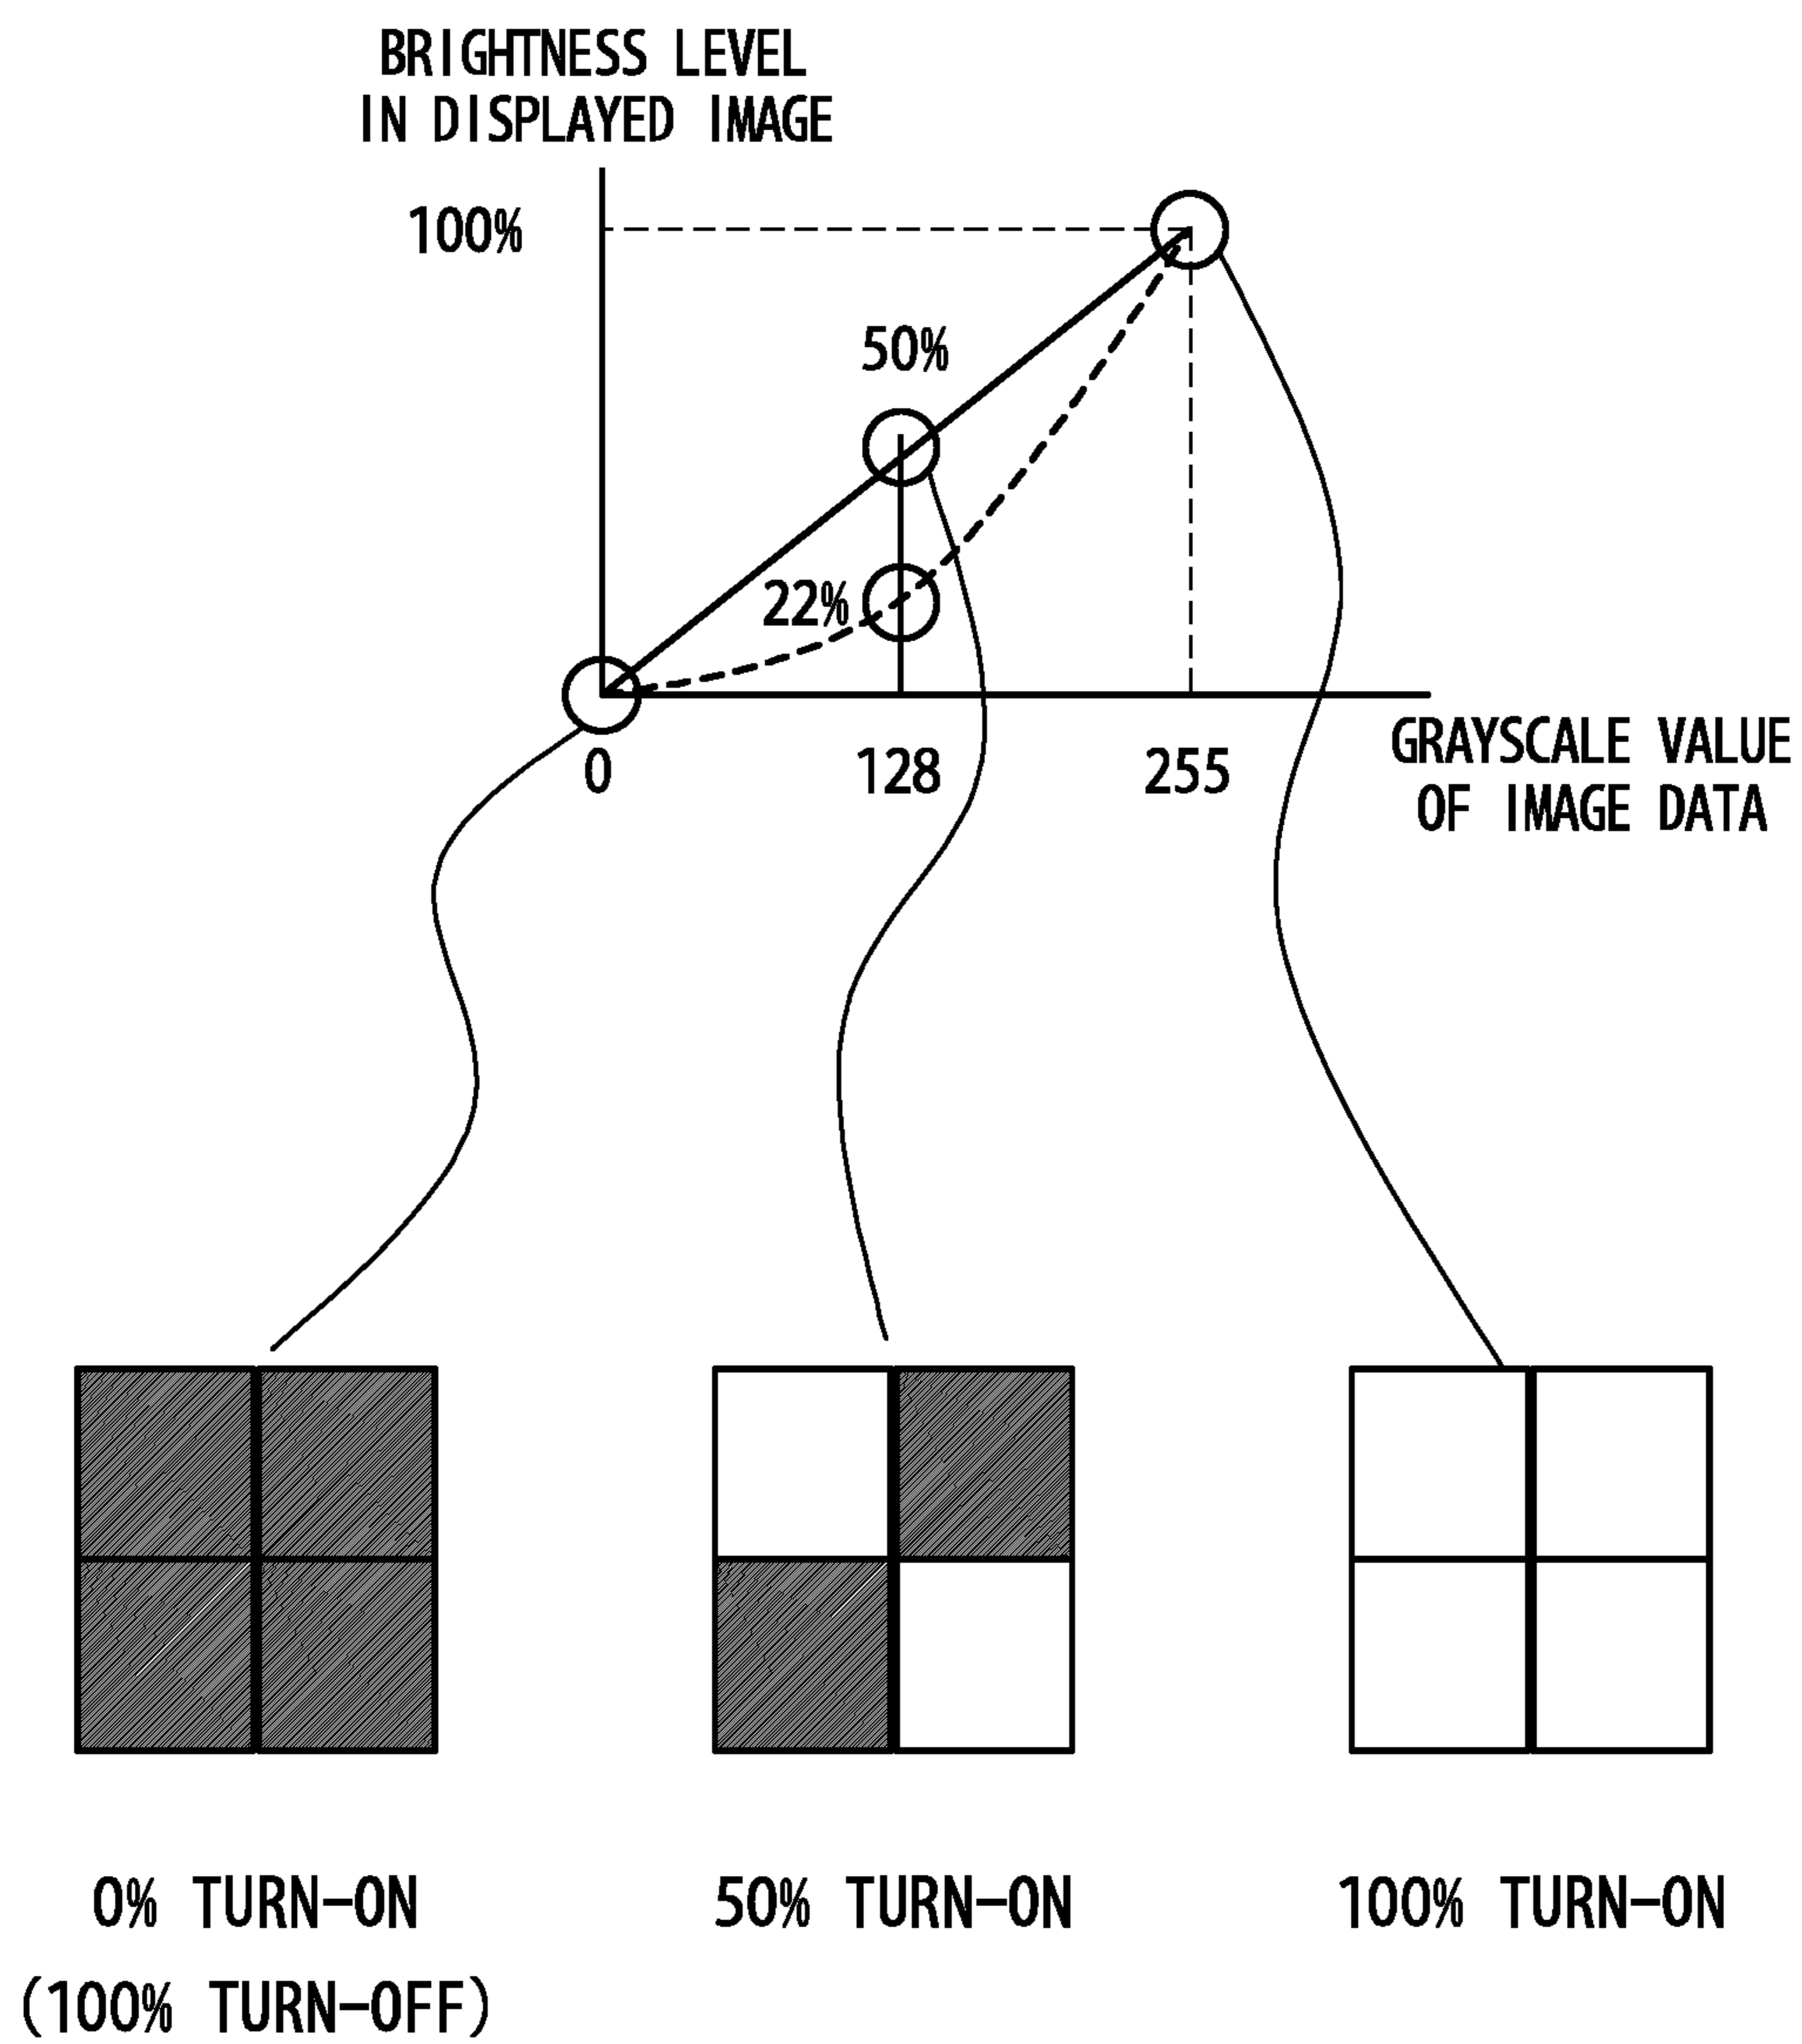 BRIGHTNESS LEVEL
IN DISPLAYED IMAGE
100%
50%
22%
0
128
255
GRAYSCALE VALUE
OF IMAGE DATA
0% TURN-ON
(100% TURN-OFF)
50% TURN-ON
100% TURN-ON